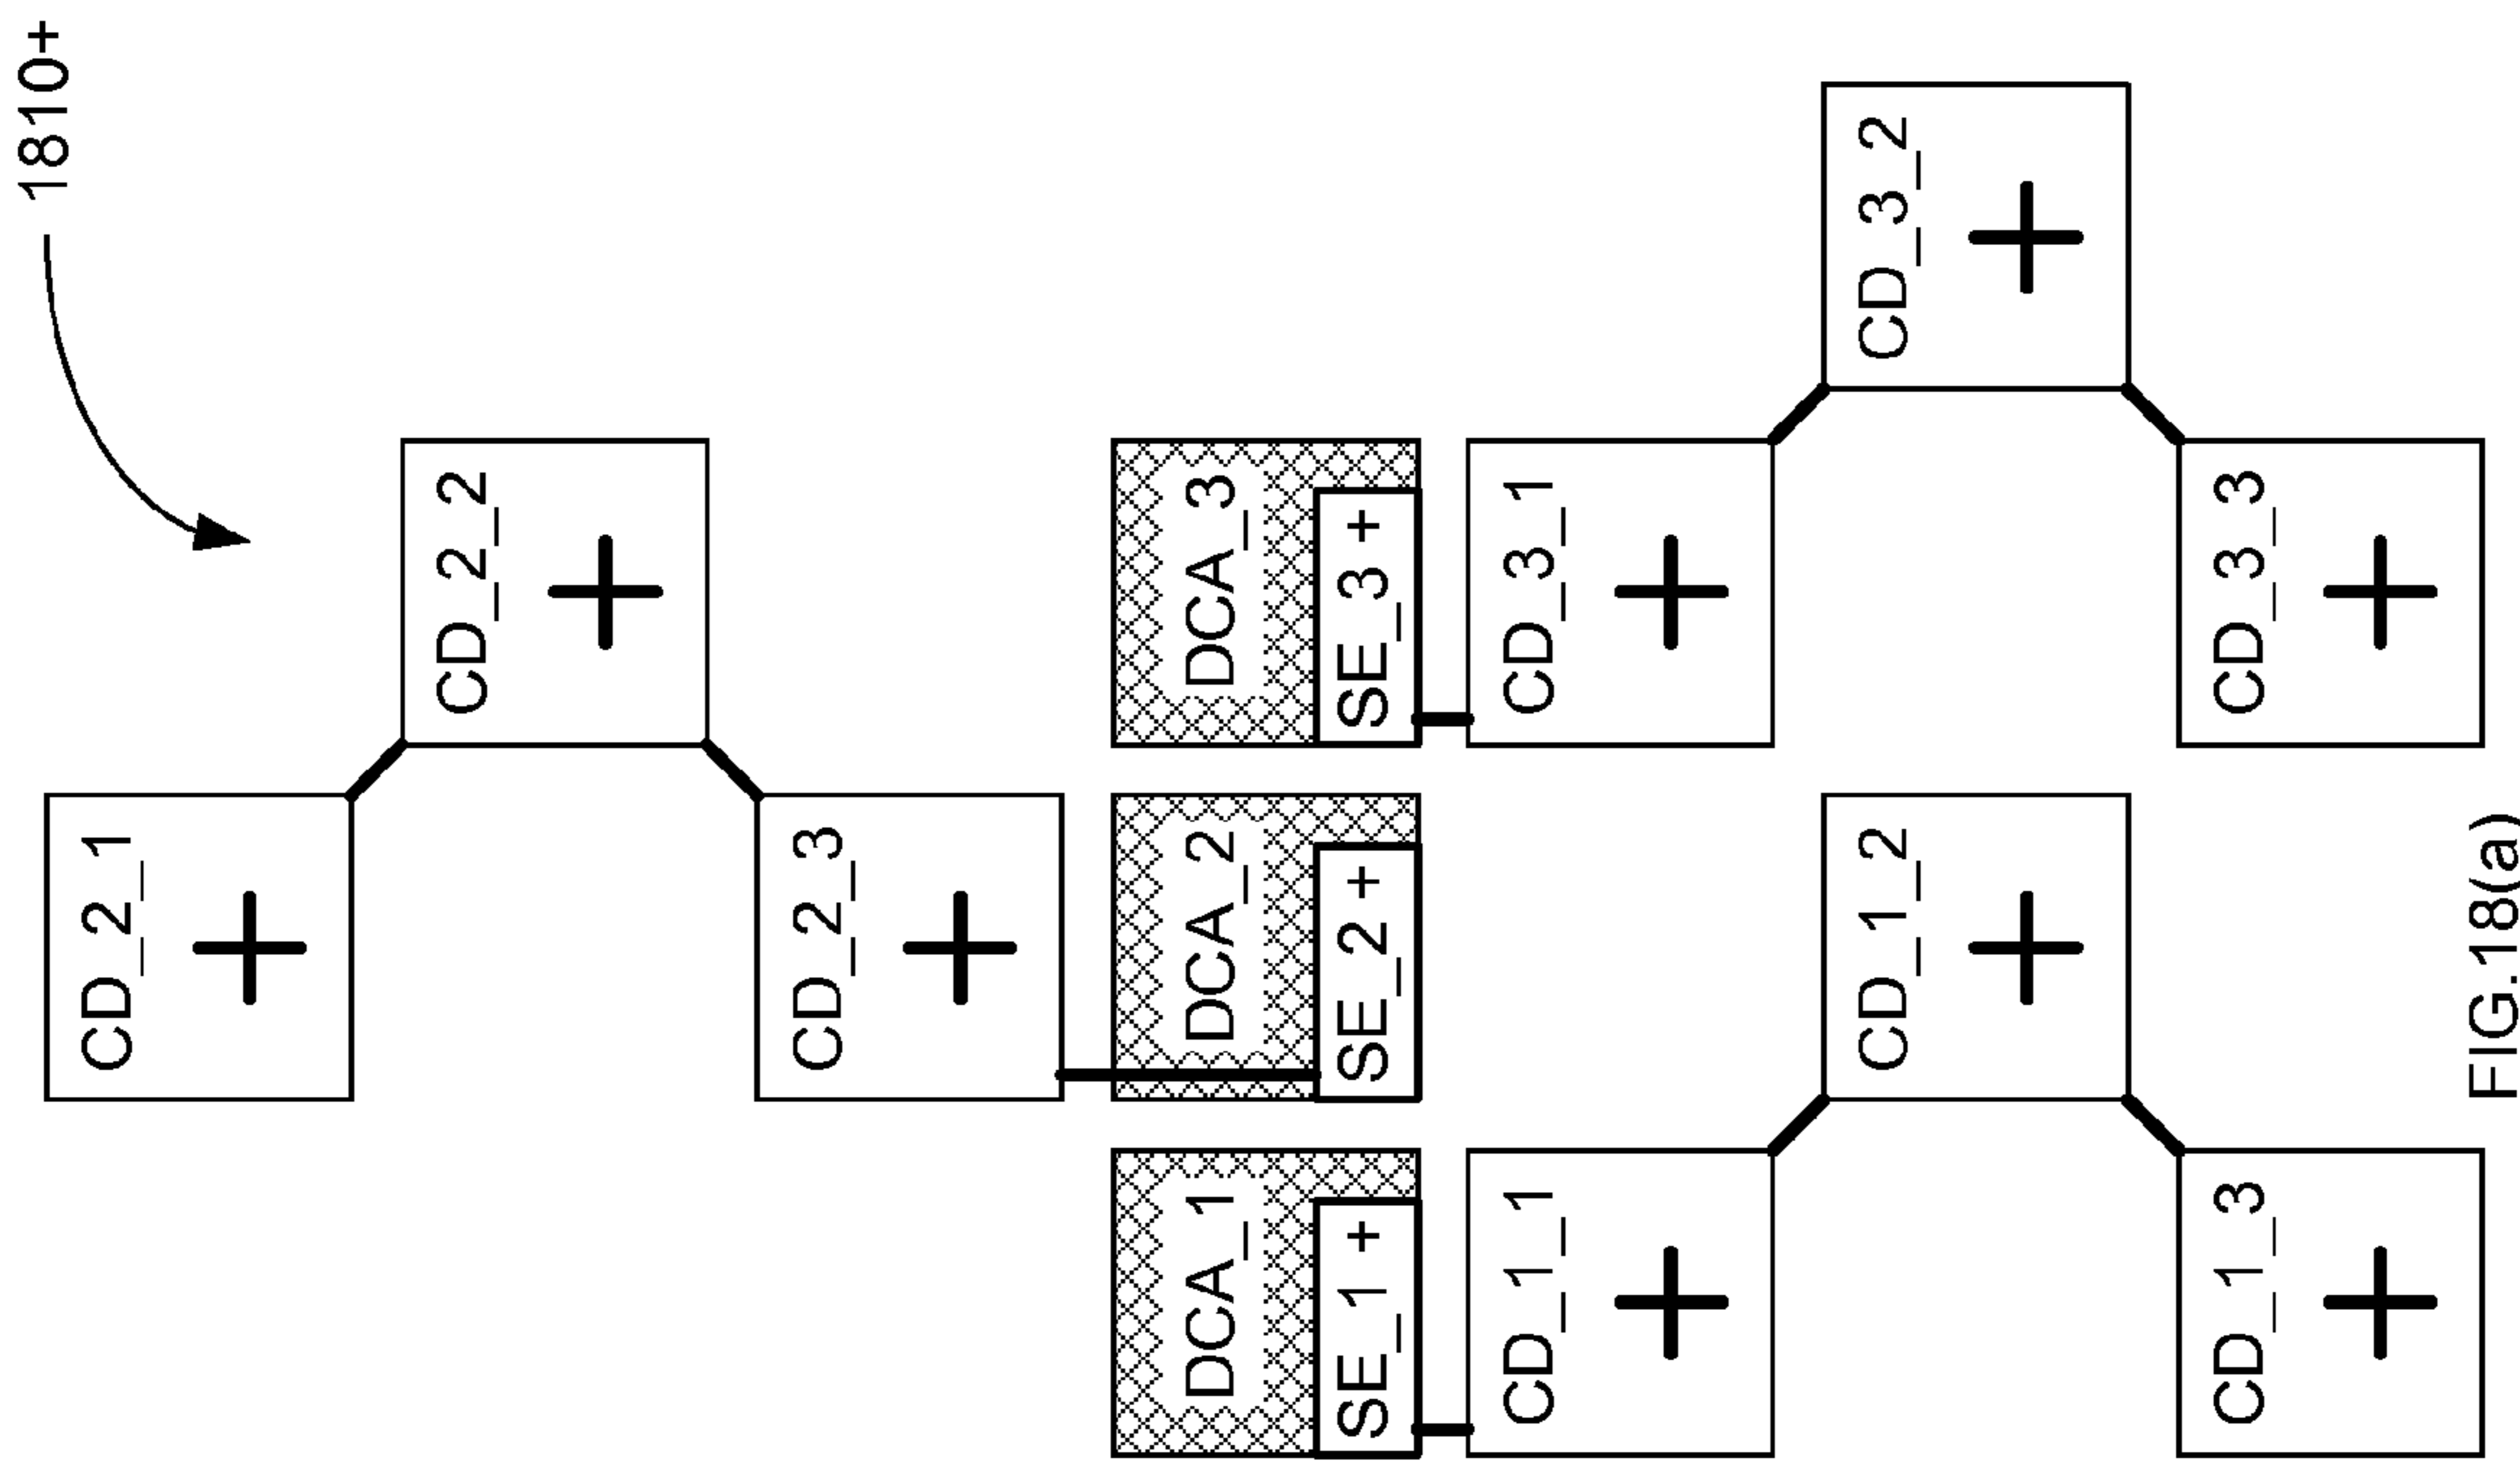 1810+
CD_2_1
+
CD_2_2
+
CD_2_3
+
DCA_1
DCA_2
DCA_3
SE_1 +
SE_2 +
SE_3 +
CD_1_1
+
CD_3_1
+
CD_1_2
+
CD_3_2
+
CD_1_3
+
CD_3_3
+
FIG.18(a)